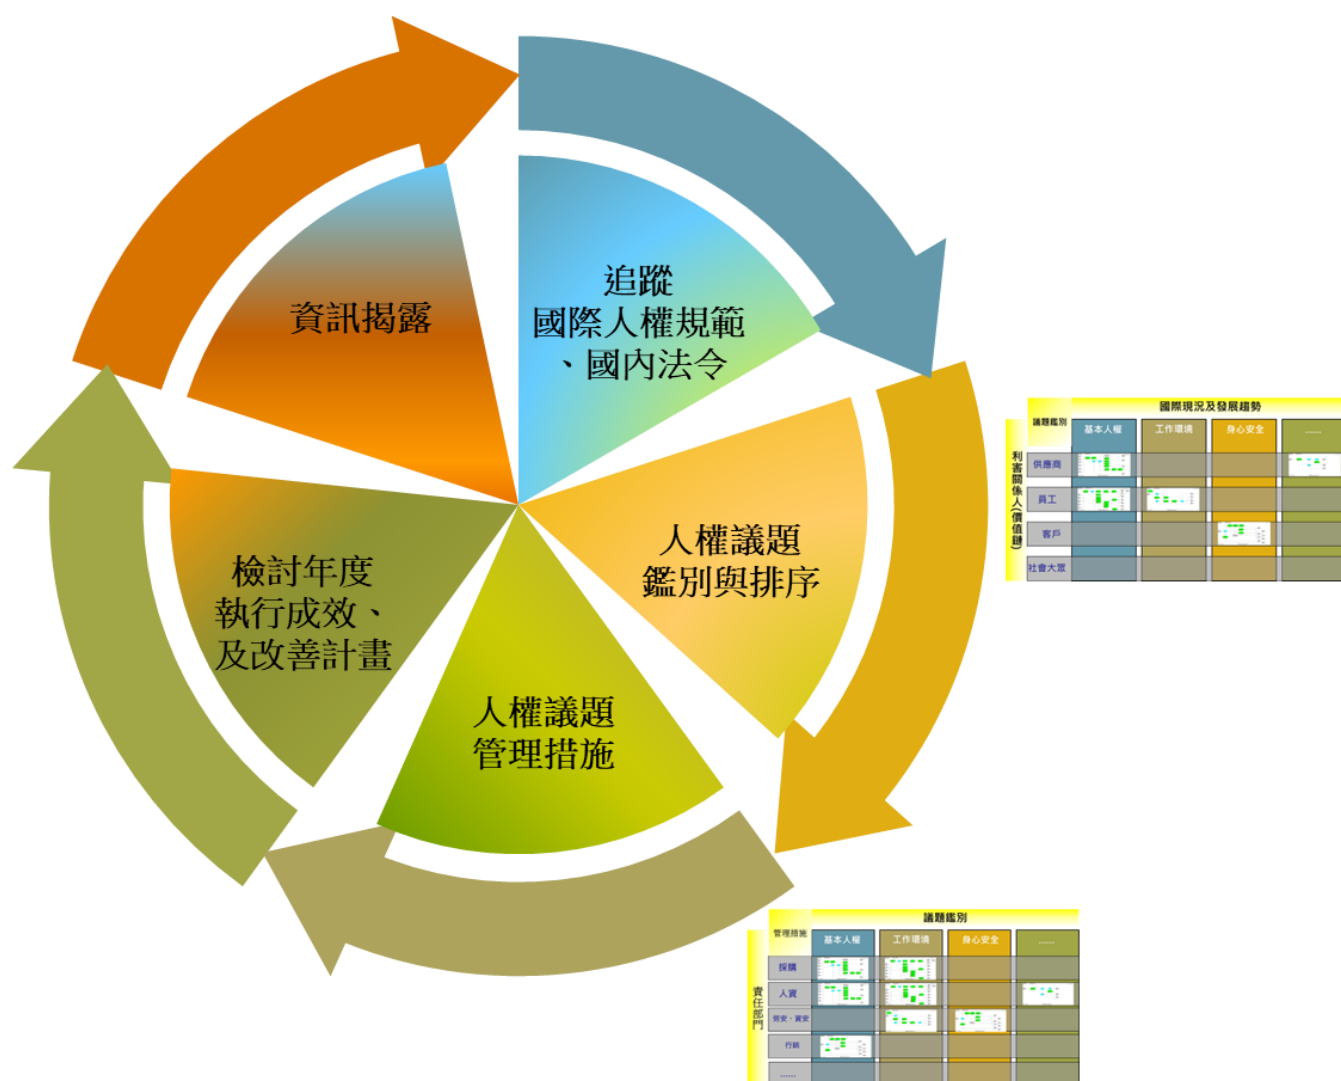 追蹤
國際人權規範
、國內法令
人權議題
鑑別與排序
人權議題
管理措施
檢討年度
執行成效、
及改善計畫
資訊揭露
國際現況及發展趨勢
議題鑑別
基本人權
工作環境
身心安全
......
利害關係人(價值鏈)
供應商
員工
客戶
社會大眾
議題鑑別
管理措施
基本人權
工作環境
身心安全
......
責任部門
採購
人資
勞安、資安
行銷
......